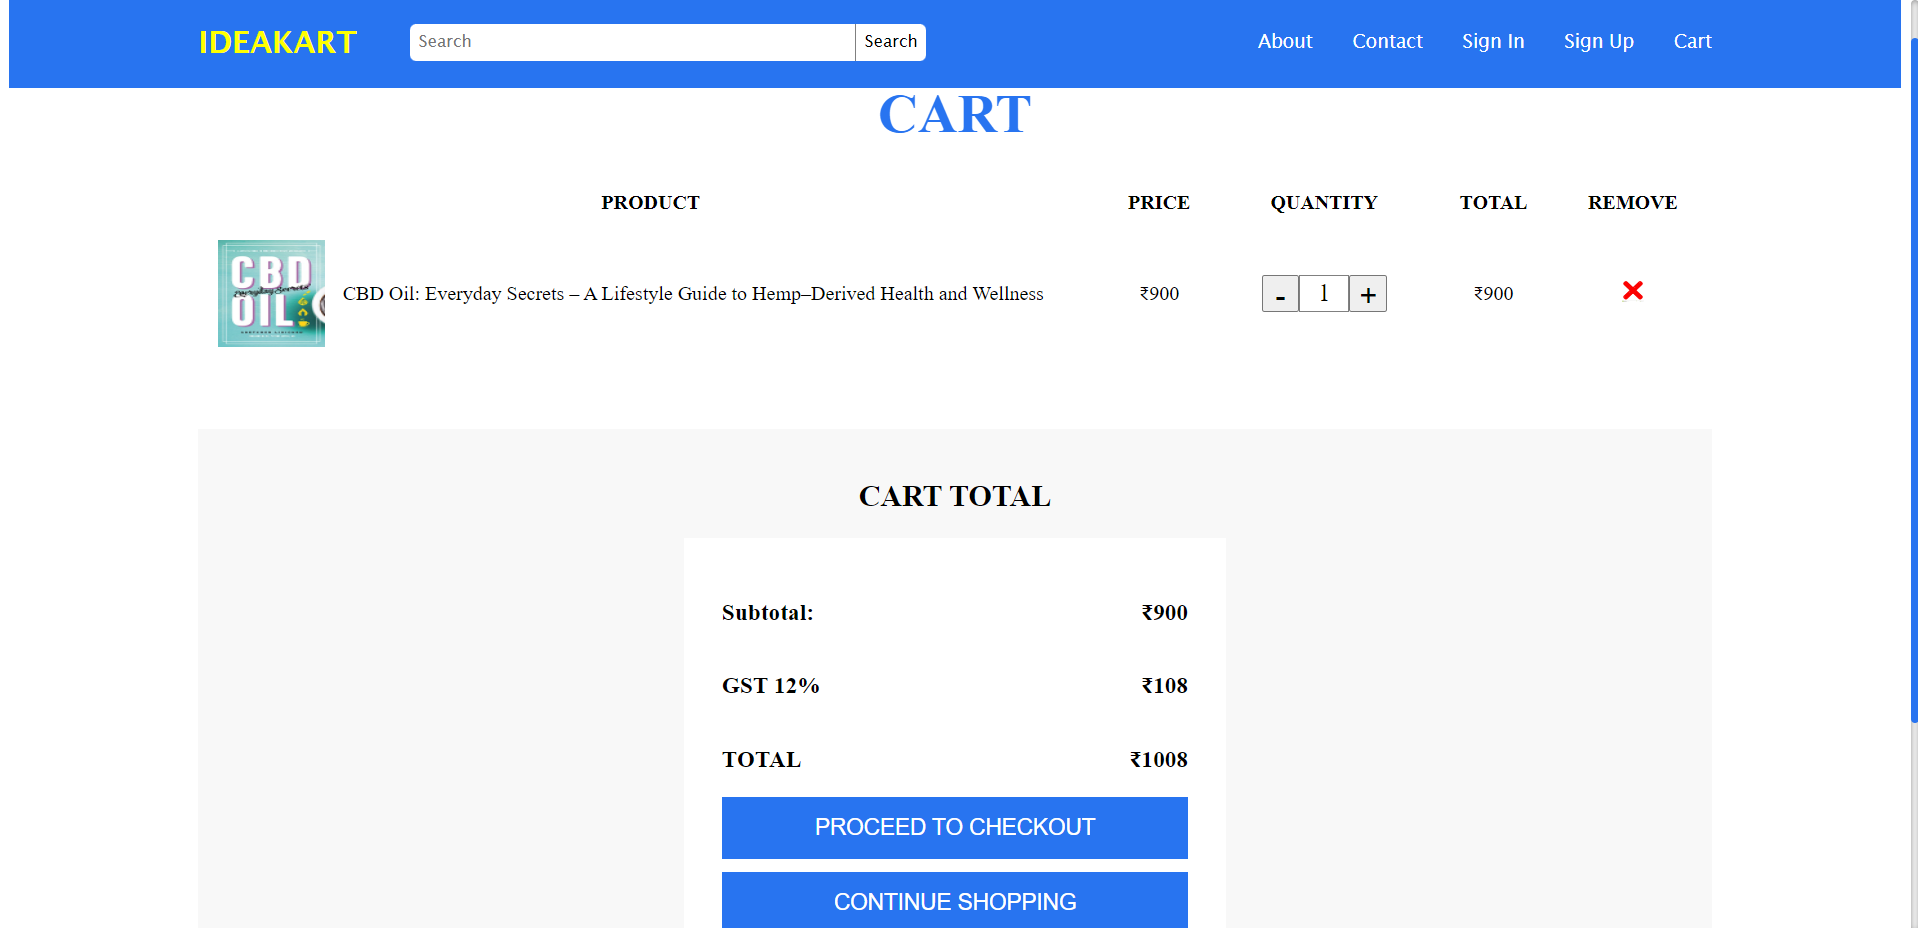 IDEAKART Search Search About Contact Sign In Sign Up Cart
CART
PRODUCT PRICE QUANTITY TOTAL REMOVE
CBD
Everyday Secrets
OIL
CBD Oil: Everyday Secrets – A Lifestyle Guide to Hemp–Derived Health and Wellness ₹900 - 1 + ₹900
CART TOTAL
Subtotal: ₹900
GST 12% ₹108
TOTAL ₹1008
PROCEED TO CHECKOUT
CONTINUE SHOPPING